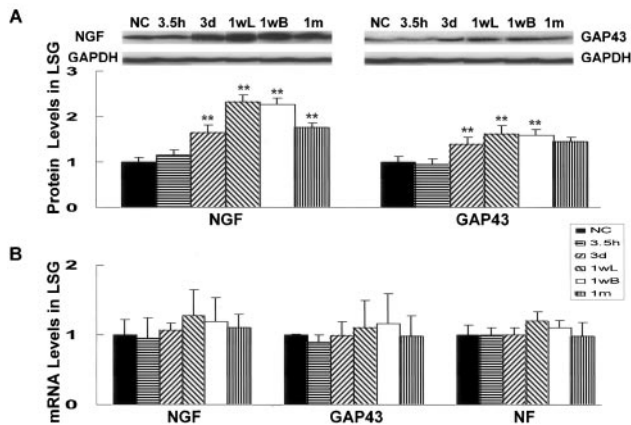 A
NC 3.5h 3d 1wL 1wB 1m
NC 3.5h 3d 1wL 1wB 1m
NGF
GAP43
GAPDH
GAPDH
Protein Levels in LSG
3
2
1
0
** ** ** **
** ** **
NGF
GAP43
NC
3.5h
3d
1wL
1wB
1m
B
mRNA Levels in LSG
2
1
0
NGF
GAP43
NF